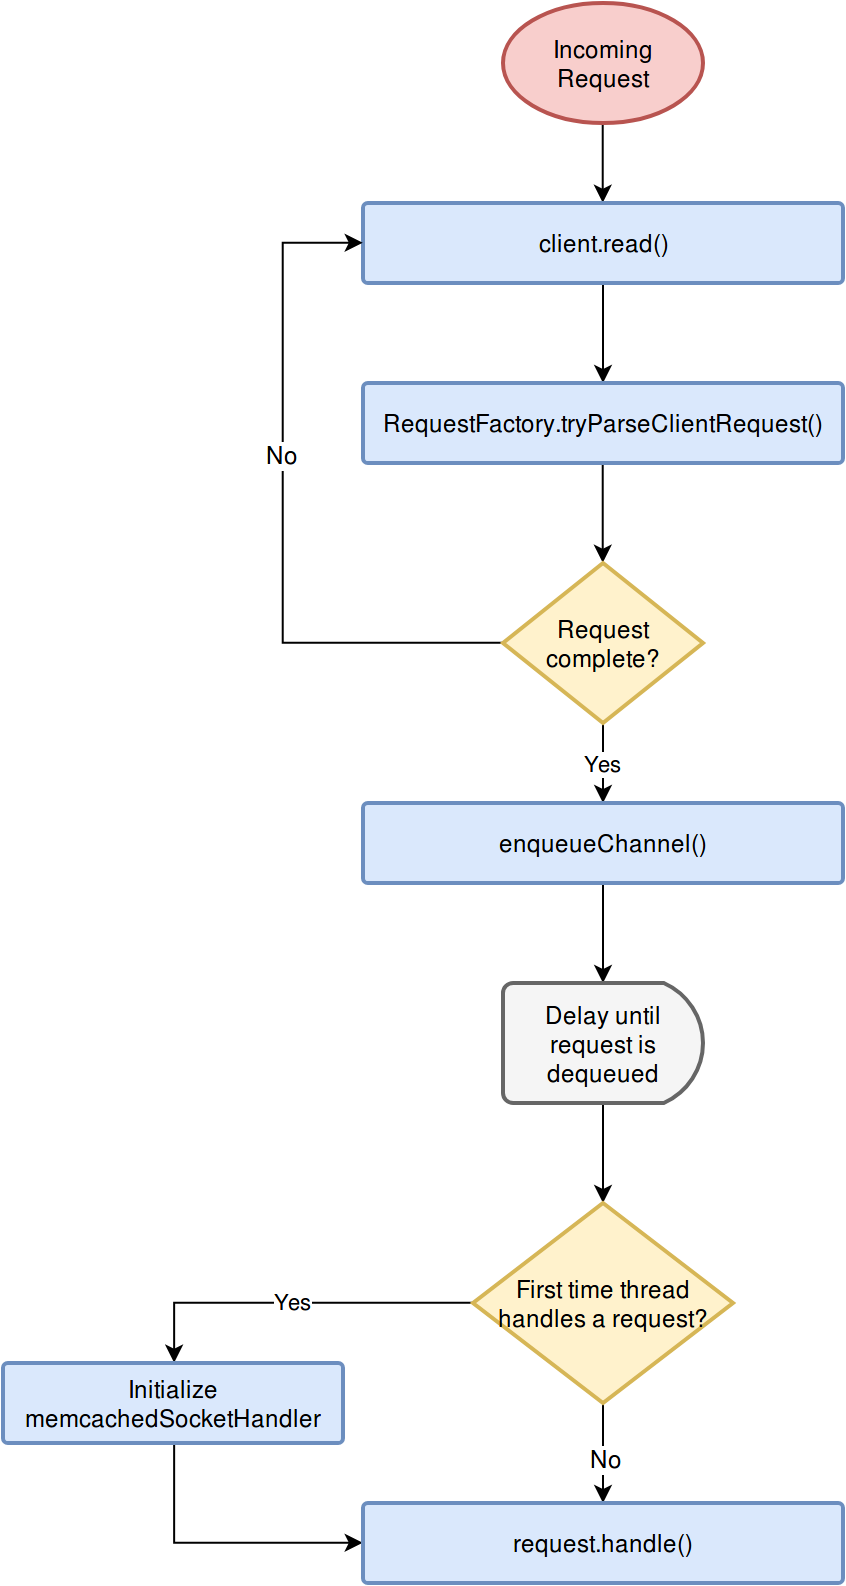 Incoming
Request
client.read()
RequestFactory.tryParseClientRequest()
No
Request
complete?
Yes
enqueueChannel()
Delay until
request is
dequeued
First time thread
handles a request?
Yes
Initialize
memcachedSocketHandler
No
request.handle()